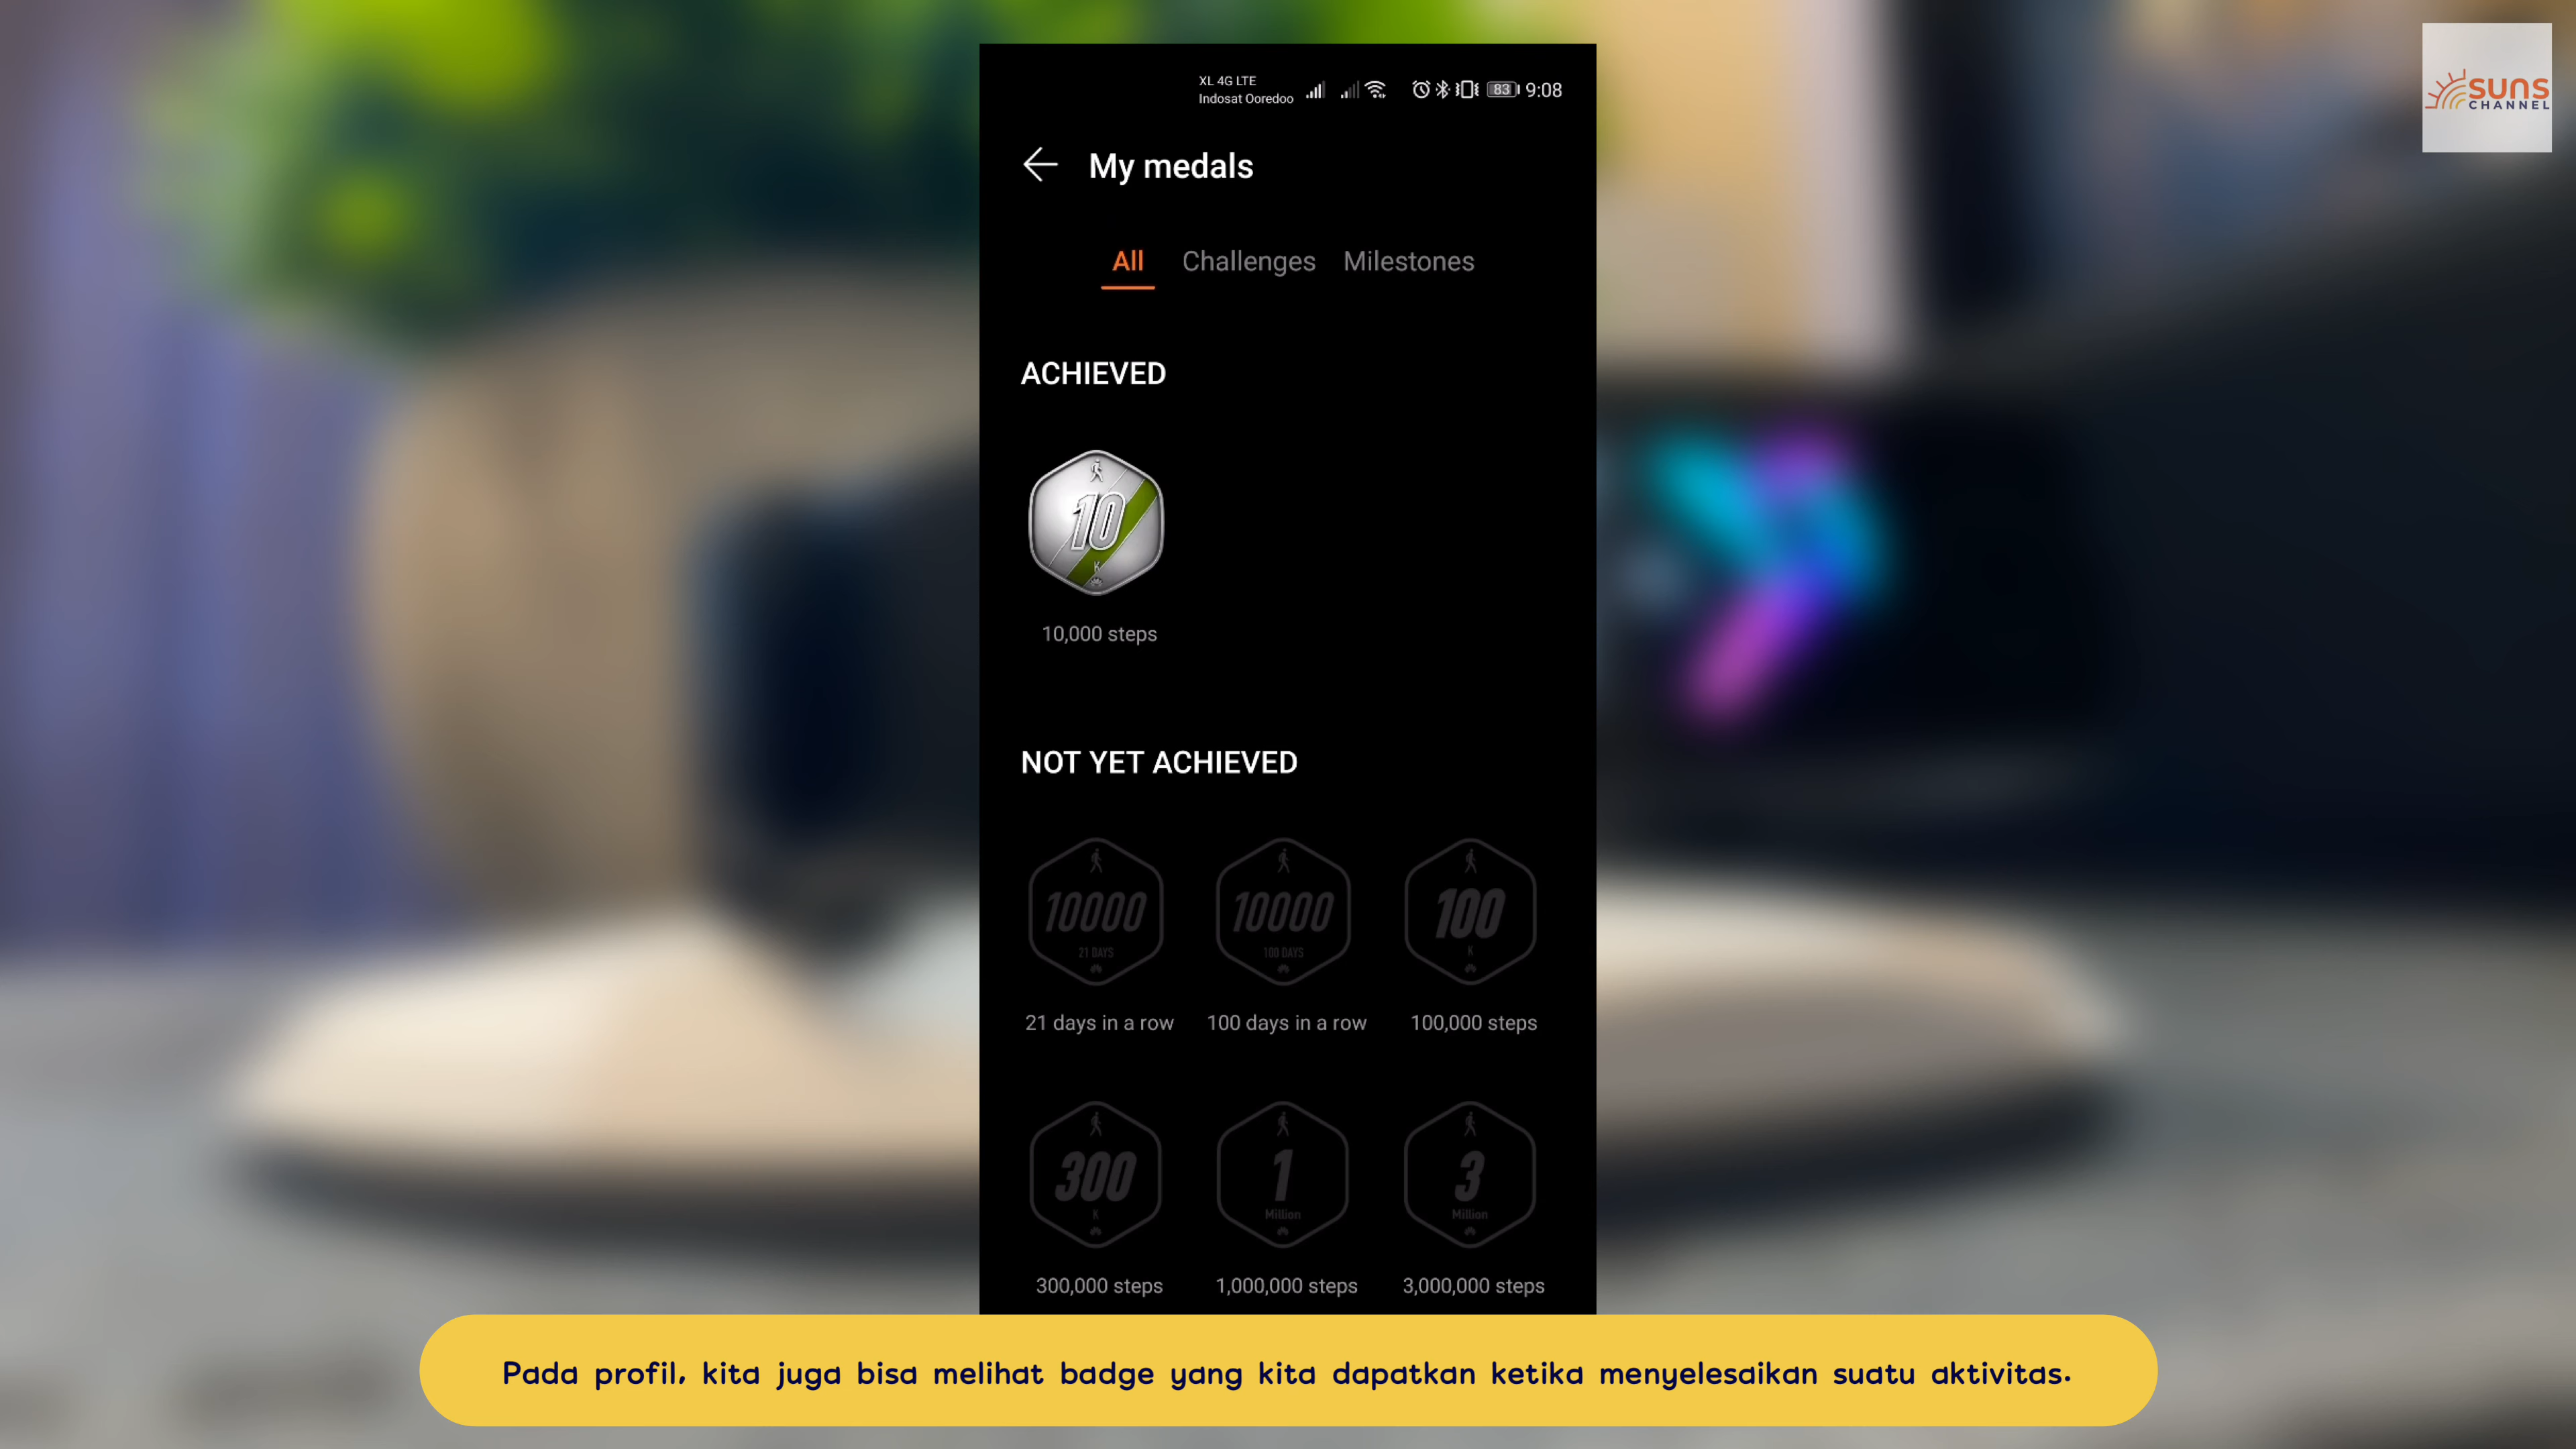 suns
CHANNEL
XL 4G LTE
Indosat Ooredoo
83 9:08
My medals
All Challenges Milestones
ACHIEVED
10
K
10,000 steps
NOT YET ACHIEVED
10000 10000 100
21 DAYS 100 DAYS K
21 days in a row 100 days in a row 100,000 steps
300 1 3
K Million Million
300,000 steps 1,000,000 steps 3,000,000 steps
Pada profil, kita juga bisa melihat badge yang kita dapatkan ketika menyelesaikan suatu aktivitas.